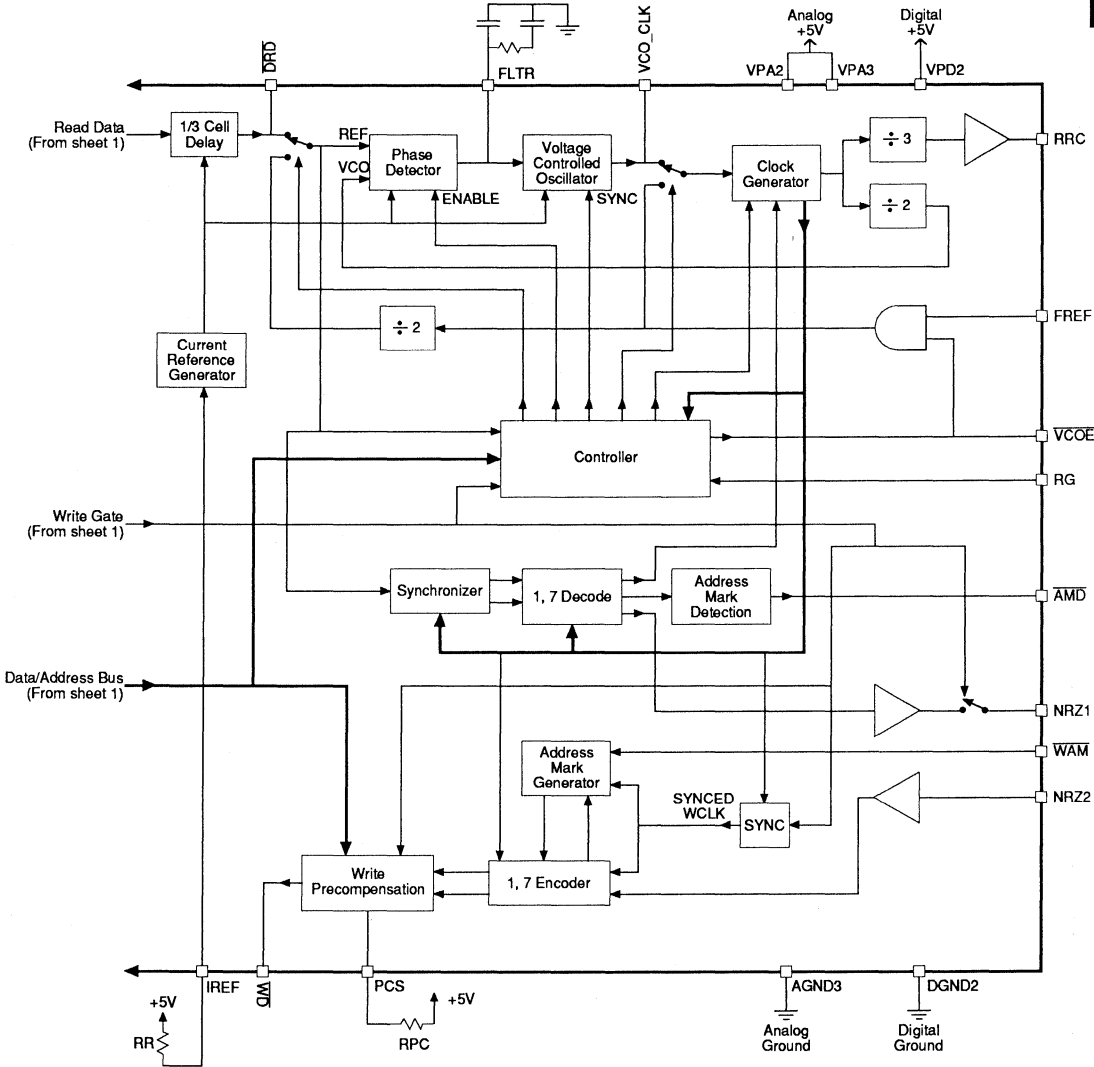 Analog
+5V
Digital
+5V
DRD
FLTR
VCO_CLK
VPA2
VPA3
VPD2
Read Data
(From sheet 1)
1/3 Cell
Delay
REF
VCO
Phase
Detector
ENABLE
Voltage
Controlled
Oscillator
SYNC
Clock
Generator
÷ 3
÷ 2
RRC
÷ 2
FREF
Current
Reference
Generator
Controller
VCOE
RG
Write Gate
(From sheet 1)
Synchronizer
1, 7 Decode
Address
Mark
Detection
AMD
Data/Address Bus
(From sheet 1)
NRZ1
Address
Mark
Generator
WAM
SYNCED
WCLK
SYNC
NRZ2
Write
Precompensation
1, 7 Encoder
IREF
WD
PCS
AGND3
DGND2
+5V
RR
+5V
RPC
Analog
Ground
Digital
Ground